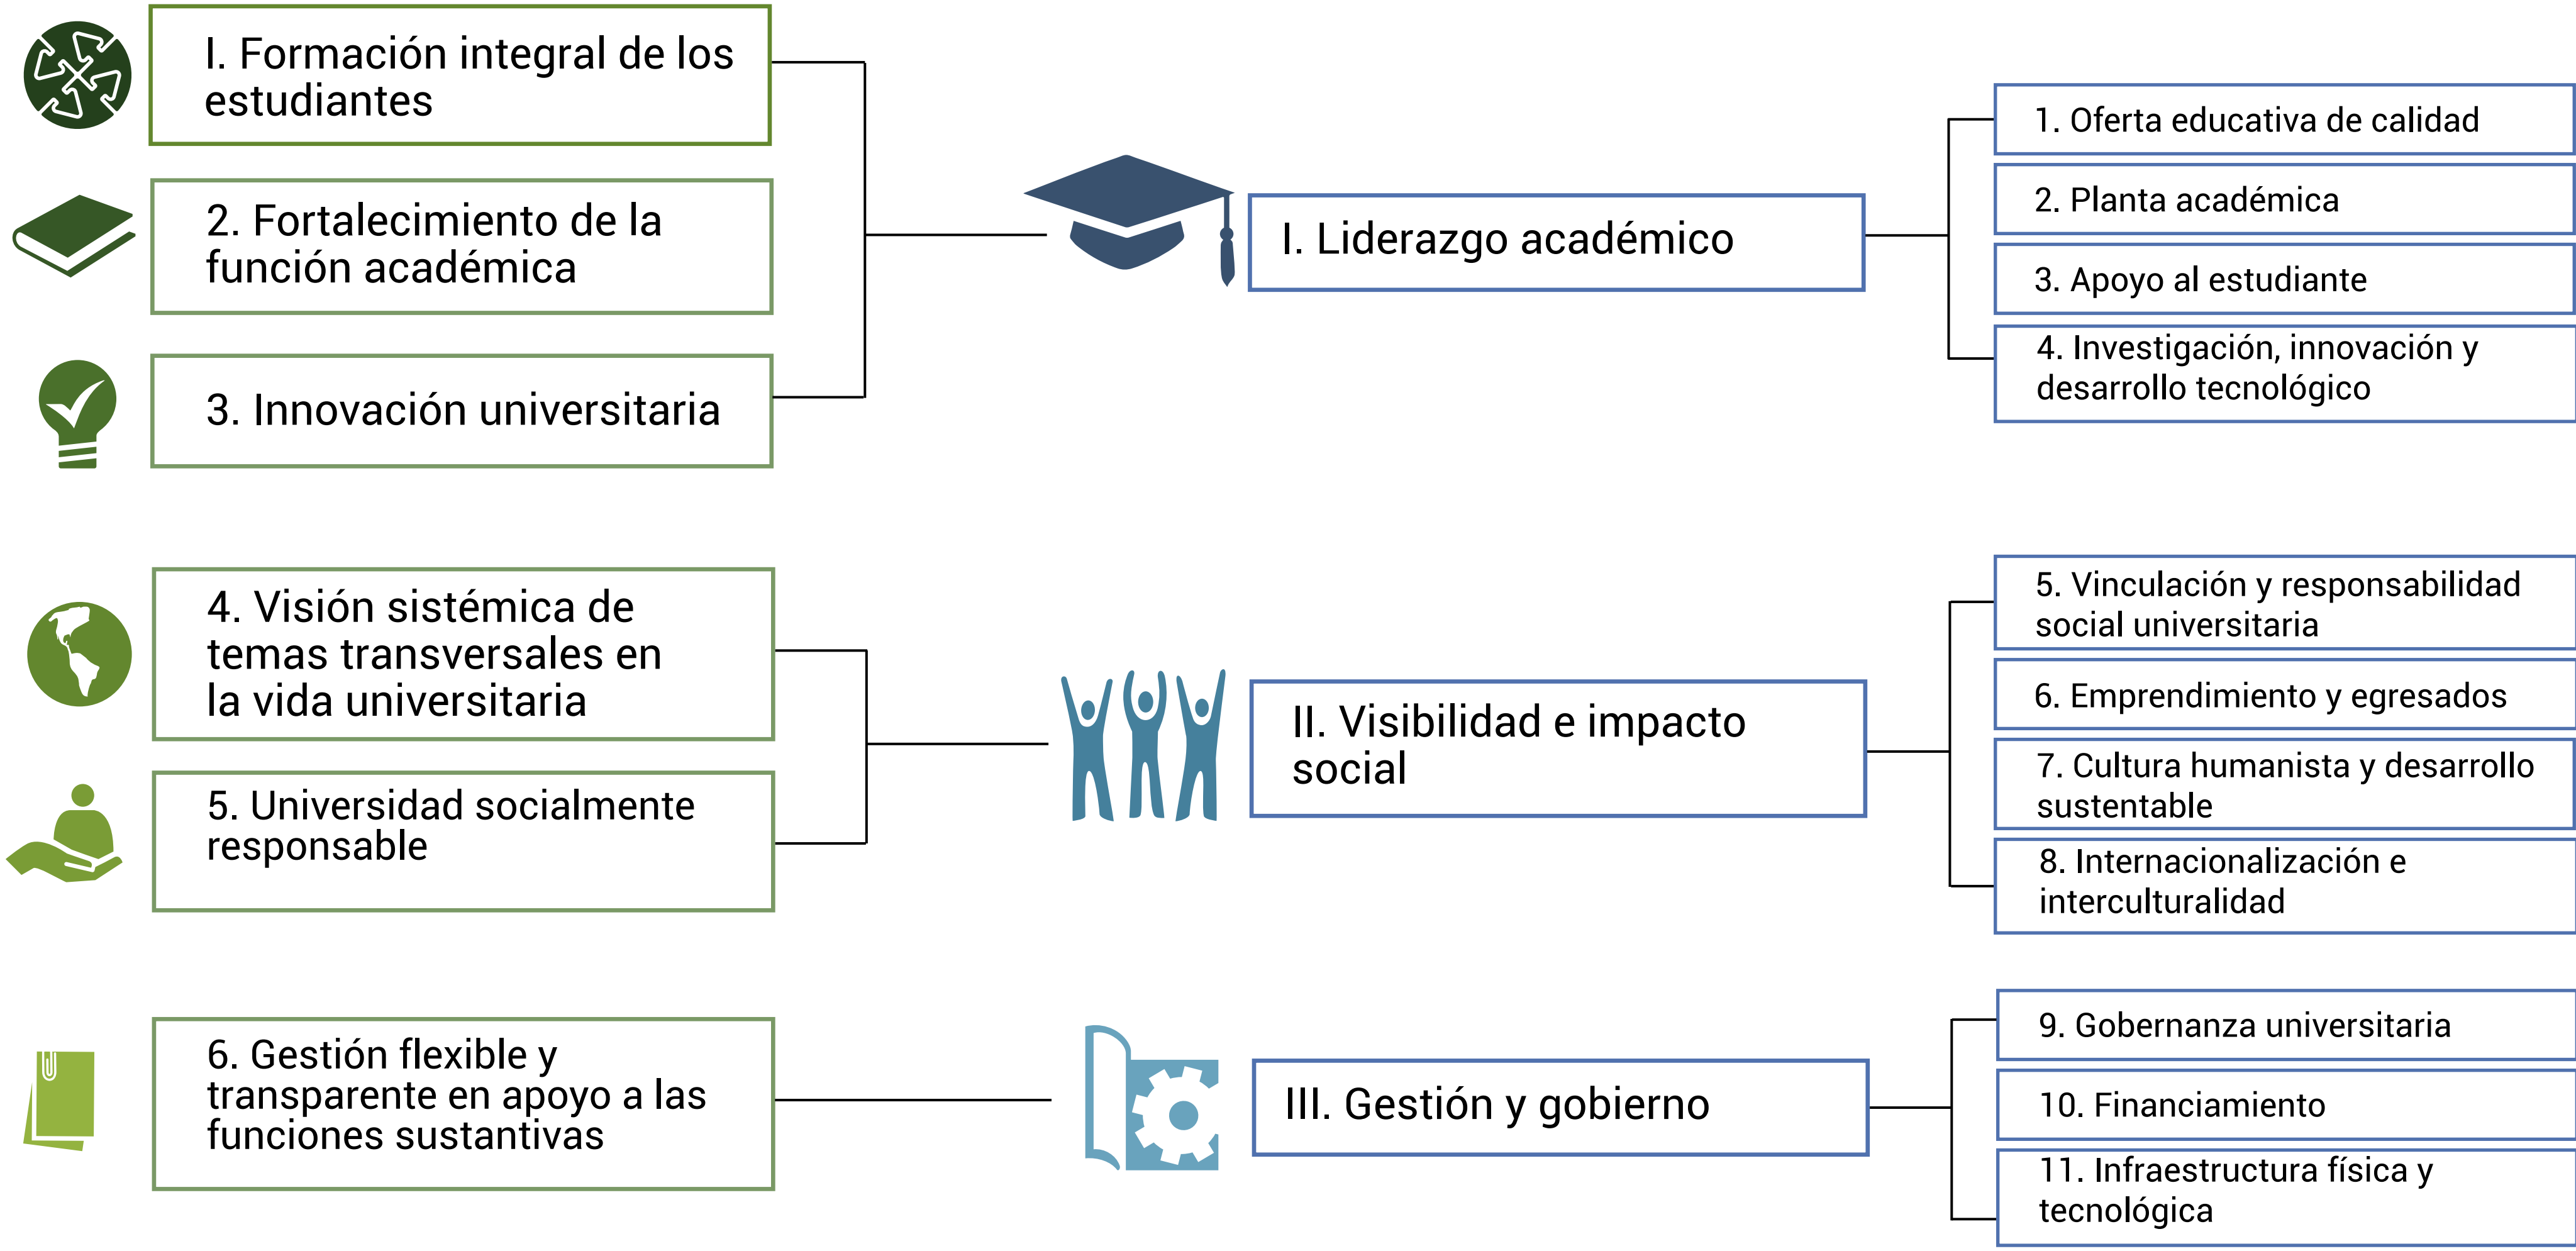 I. Formación integral de los
estudiantes
2. Fortalecimiento de la
función académica
3. Innovación universitaria
I. Liderazgo académico
1. Oferta educativa de calidad
2. Planta académica
3. Apoyo al estudiante
4. Investigación, innovación y
desarrollo tecnológico
4. Visión sistémica de
temas transversales en
la vida universitaria
5. Universidad socialmente
responsable
II. Visibilidad e impacto
social
5. Vinculación y responsabilidad
social universitaria
6. Emprendimiento y egresados
7. Cultura humanista y desarrollo
sustentable
8. Internacionalización e
interculturalidad
6. Gestión flexible y
transparente en apoyo a las
funciones sustantivas
III. Gestión y gobierno
9. Gobernanza universitaria
10. Financiamiento
11. Infraestructura física y
tecnológica